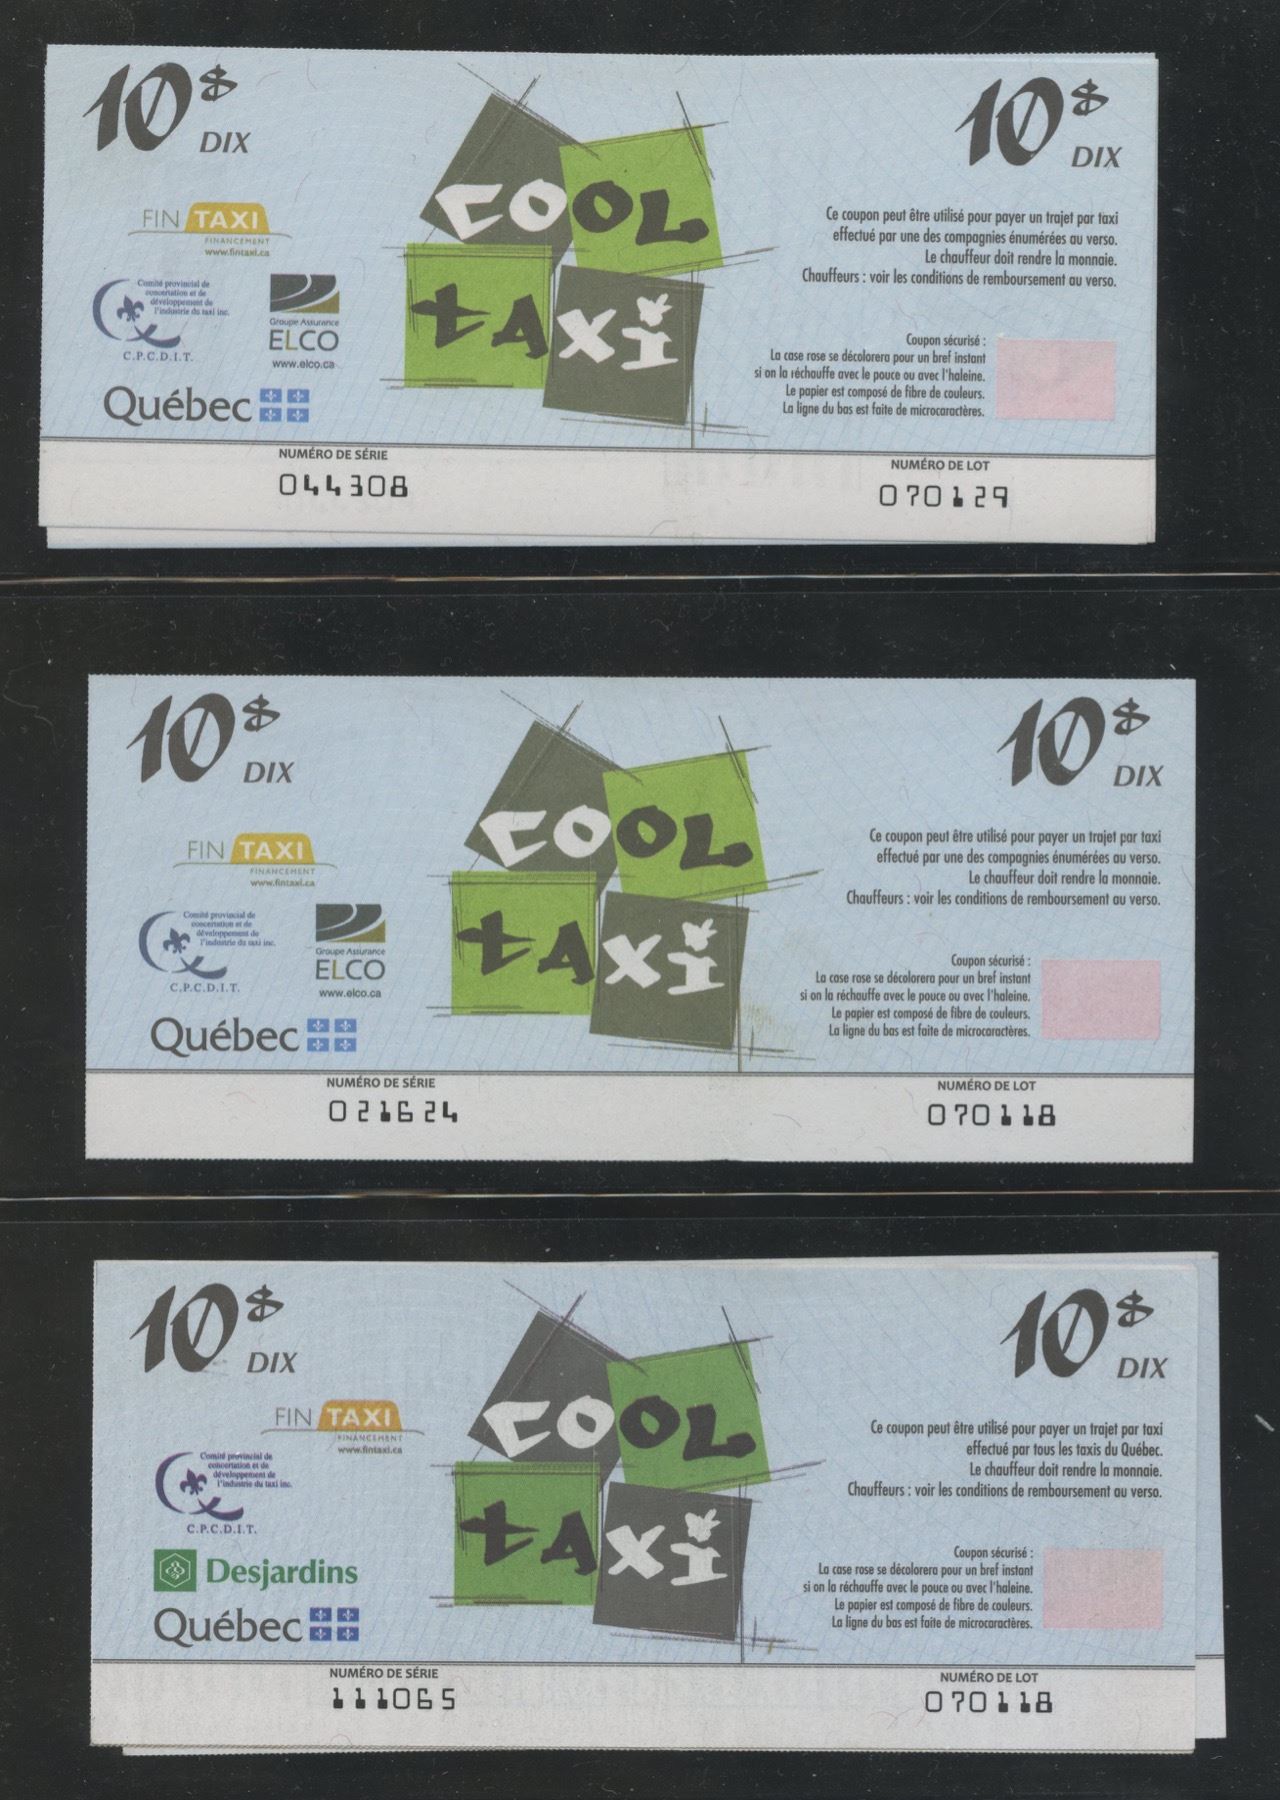 10$
DIX
FIN TAXI
FINANCEMENT
www.fintaxi.ca
Comité provincial de
concertation et de
développement de
l'industrie du taxi inc.
C.P.C.D.I.T.
Groupe Assurance
ELCO
www.elco.ca
Québec
COOL
TAXI
10$
DIX
Ce coupon peut être utilisé pour payer un trajet par taxi
effectué par une des compagnies énumérées au verso.
Le chauffeur doit rendre la monnaie.
Chauffeurs : voir les conditions de remboursement au verso.
Coupon sécurisé :
La case rose se décolorera pour un bref instant
si on la réchauffe avec le pouce ou avec l'haleine.
Le papier est composé de fibre de couleurs.
La ligne du bas est faite de microcaractères.
NUMÉRO DE SÉRIE
044308
NUMÉRO DE LOT
070129
10$
DIX
FIN TAXI
FINANCEMENT
www.fintaxi.ca
Comité provincial de
concertation et de
développement de
l'industrie du taxi inc.
C.P.C.D.I.T.
Groupe Assurance
ELCO
www.elco.ca
Québec
COOL
TAXI
10$
DIX
Ce coupon peut être utilisé pour payer un trajet par taxi
effectué par une des compagnies énumérées au verso.
Le chauffeur doit rendre la monnaie.
Chauffeurs : voir les conditions de remboursement au verso.
Coupon sécurisé :
La case rose se décolorera pour un bref instant
si on la réchauffe avec le pouce ou avec l'haleine.
Le papier est composé de fibre de couleurs.
La ligne du bas est faite de microcaractères.
NUMÉRO DE SÉRIE
021624
NUMÉRO DE LOT
070118
10$
DIX
FIN TAXI
FINANCEMENT
www.fintaxi.ca
Comité provincial de
concertation et de
développement de
l'industrie du taxi inc.
C.P.C.D.I.T.
Desjardins
Québec
COOL
TAXI
10$
DIX
Ce coupon peut être utilisé pour payer un trajet par taxi
effectué par tous les taxis du Québec.
Le chauffeur doit rendre la monnaie.
Chauffeurs : voir les conditions de remboursement au verso.
Coupon sécurisé :
La case rose se décolorera pour un bref instant
si on la réchauffe avec le pouce ou avec l'haleine.
Le papier est composé de fibre de couleurs.
La ligne du bas est faite de microcaractères.
NUMÉRO DE SÉRIE
111065
NUMÉRO DE LOT
070118